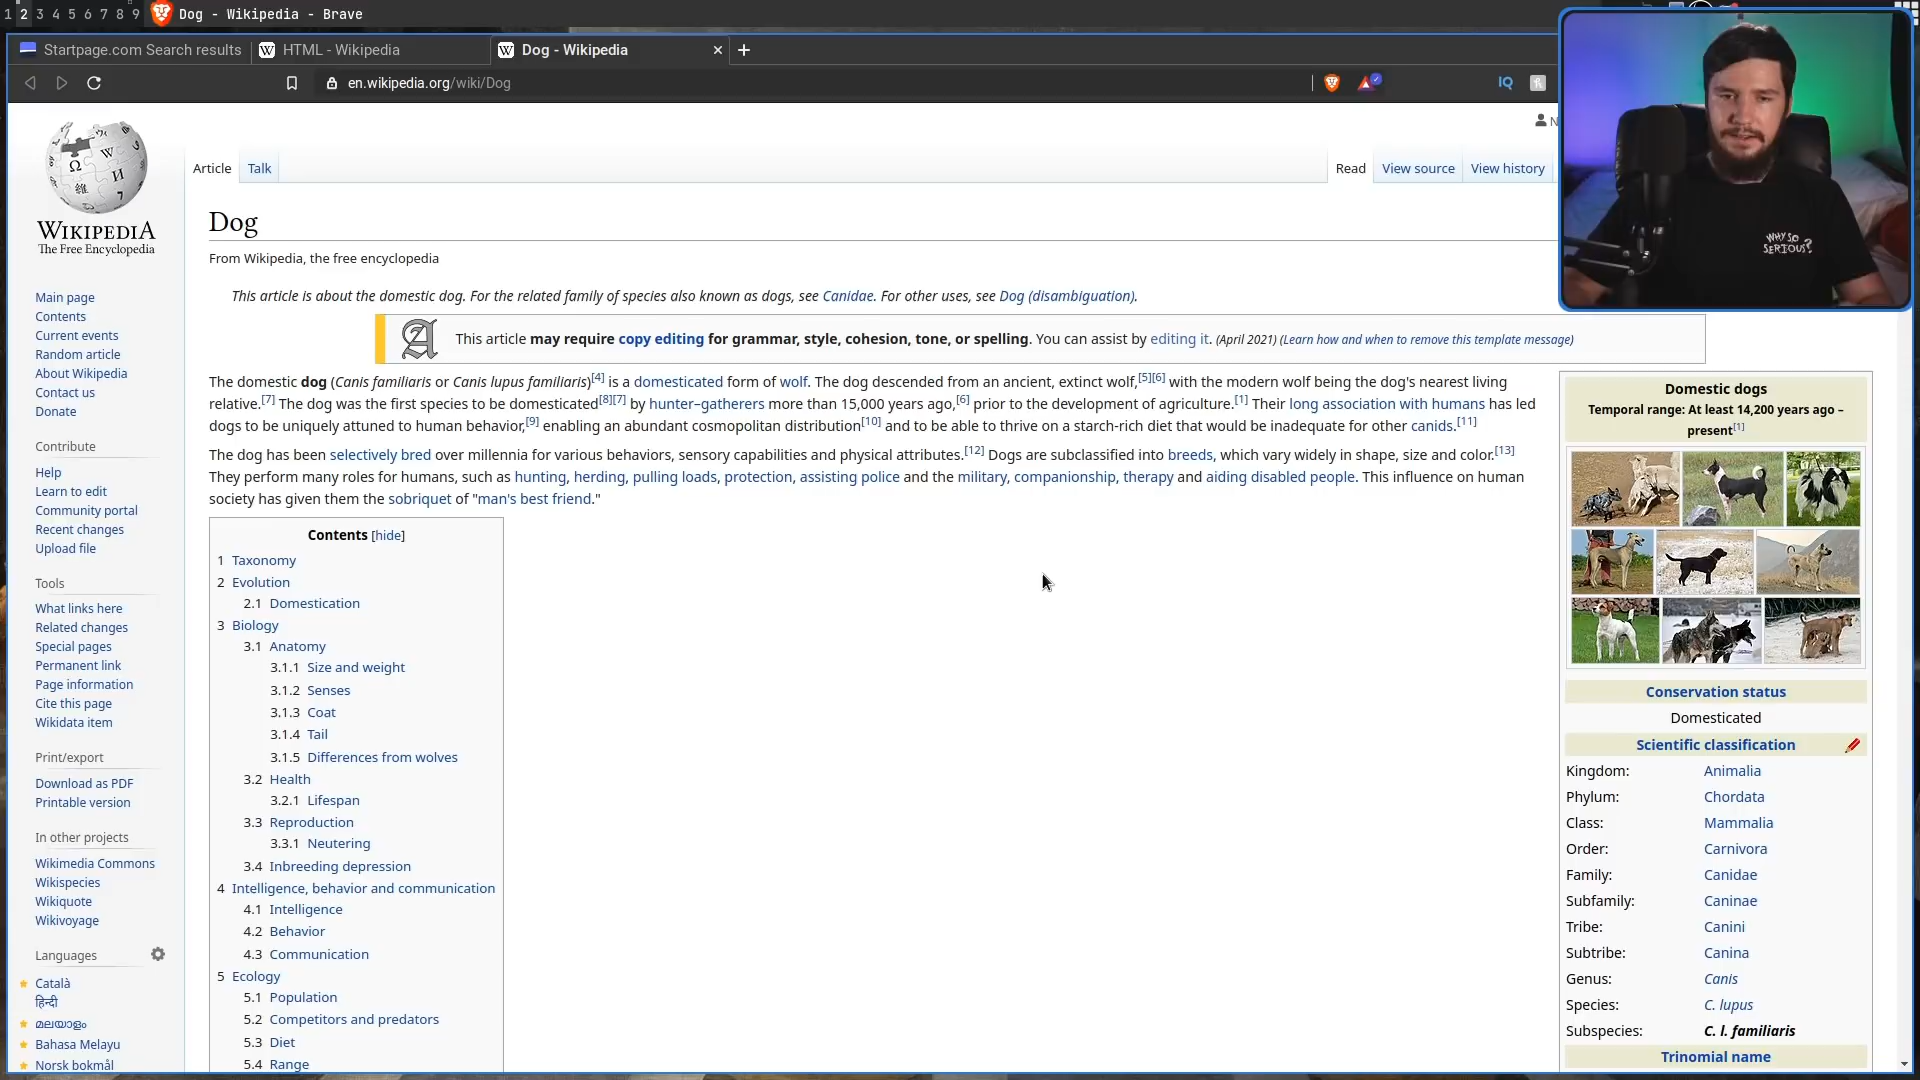 1 2 3 4 5 6 7 8 9 Dog - Wikipedia - Brave
Startpage.com Search results
HTML - Wikipedia
Dog - Wikipedia
en.wikipedia.org/wiki/Dog
WIKIPEDIA
The Free Encyclopedia
Article Talk
Read View source View history
Dog
From Wikipedia, the free encyclopedia
This article is about the domestic dog. For the related family of species also known as dogs, see Canidae. For other uses, see Dog (disambiguation).
This article may require copy editing for grammar, style, cohesion, tone, or spelling. You can assist by editing it. (April 2021) (Learn how and when to remove this template message)
The domestic dog (Canis familiaris or Canis lupus familiaris)[4] is a domesticated form of wolf. The dog descended from an ancient, extinct wolf,[5][6] with the modern wolf being the dog's nearest living
relative.[7] The dog was the first species to be domesticated[8][7] by hunter–gatherers more than 15,000 years ago,[6] prior to the development of agriculture.[1] Their long association with humans has led
dogs to be uniquely attuned to human behavior,[9] enabling an abundant cosmopolitan distribution[10] and to be able to thrive on a starch-rich diet that would be inadequate for other canids.[11]
The dog has been selectively bred over millennia for various behaviors, sensory capabilities and physical attributes.[12] Dogs are subclassified into breeds, which vary widely in shape, size and color.[13]
They perform many roles for humans, such as hunting, herding, pulling loads, protection, assisting police and the military, companionship, therapy and aiding disabled people. This influence on human
society has given them the sobriquet of "man's best friend."
Contents [hide]
1 Taxonomy
2 Evolution
2.1 Domestication
3 Biology
3.1 Anatomy
3.1.1 Size and weight
3.1.2 Senses
3.1.3 Coat
3.1.4 Tail
3.1.5 Differences from wolves
3.2 Health
3.2.1 Lifespan
3.3 Reproduction
3.3.1 Neutering
3.4 Inbreeding depression
4 Intelligence, behavior and communication
4.1 Intelligence
4.2 Behavior
4.3 Communication
5 Ecology
5.1 Population
5.2 Competitors and predators
5.3 Diet
5.4 Range
Main page
Contents
Current events
Random article
About Wikipedia
Contact us
Donate
Contribute
Help
Learn to edit
Community portal
Recent changes
Upload file
Tools
What links here
Related changes
Special pages
Permanent link
Page information
Cite this page
Wikidata item
Print/export
Download as PDF
Printable version
In other projects
Wikimedia Commons
Wikispecies
Wikiquote
Wikivoyage
Languages
Català
हिन्दी
മലയാളം
Bahasa Melayu
Norsk bokmål
Domestic dogs
Temporal range: At least 14,200 years ago –
present[1]
Conservation status
Domesticated
Scientific classification
Kingdom: Animalia
Phylum: Chordata
Class: Mammalia
Order: Carnivora
Family: Canidae
Subfamily: Caninae
Tribe: Canini
Subtribe: Canina
Genus: Canis
Species: C. lupus
Subspecies: C. l. familiaris
Trinomial name
WHY SO
SERIOUS?